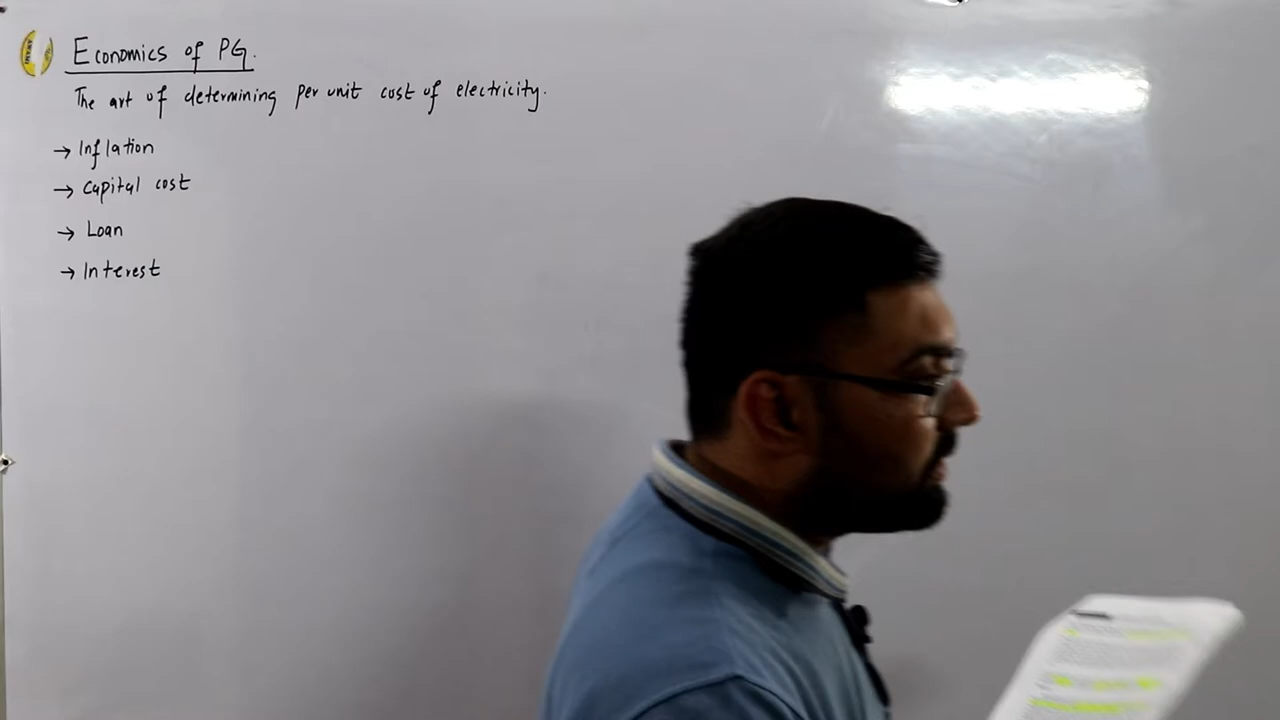 Economics of PG.
The art of determining per unit cost of electricity.
→ Inflation
→ Capital cost
→ Loan
→ Interest